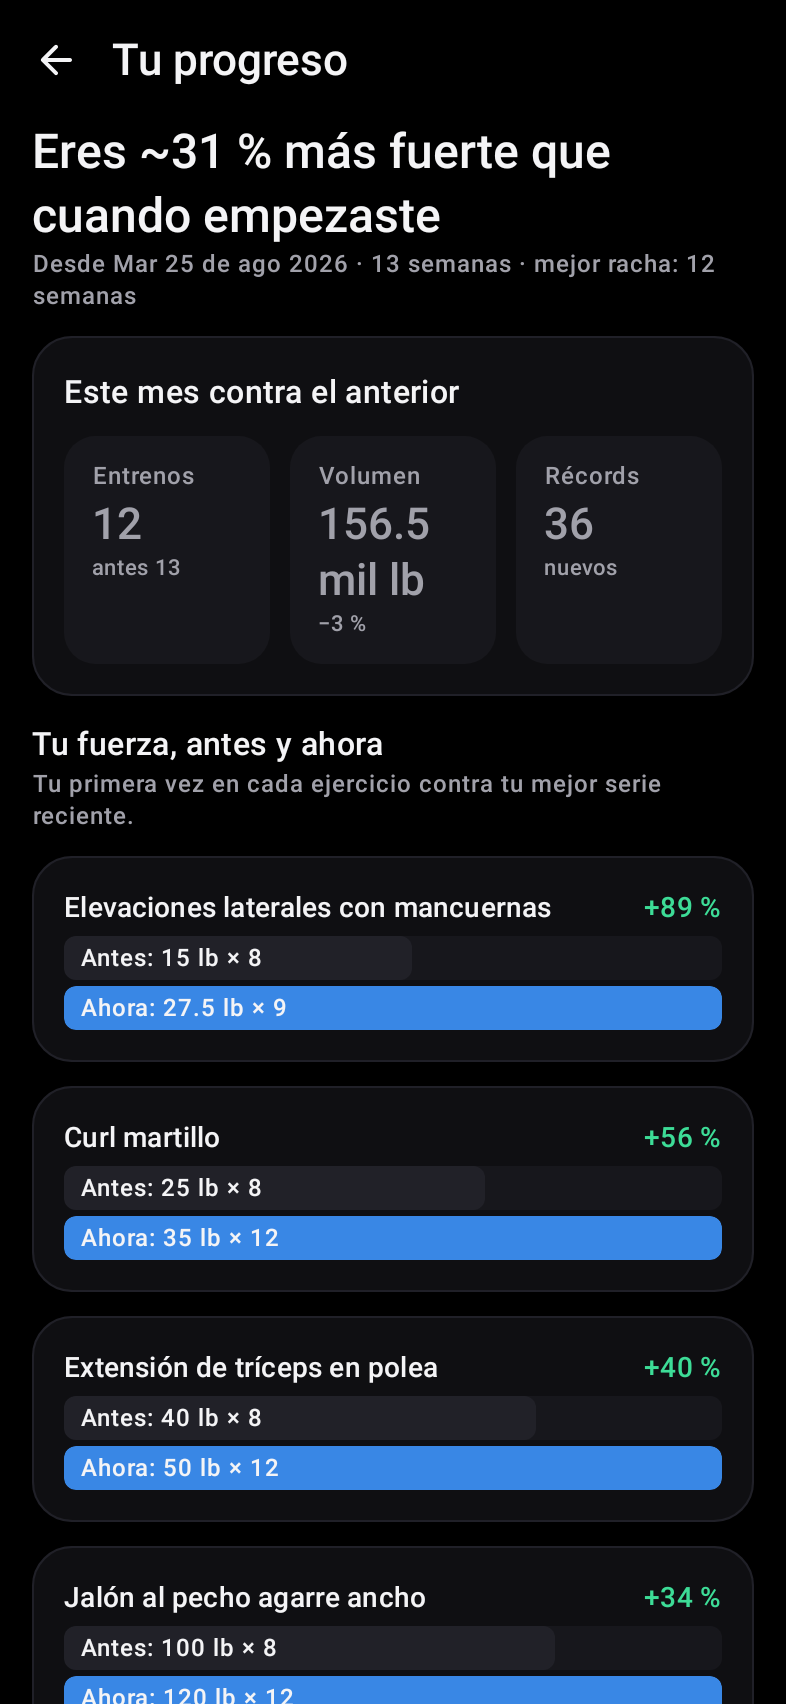 Tu progreso
Eres ~31 % más fuerte que
cuando empezaste
Desde Mar 25 de ago 2026 · 13 semanas · mejor racha: 12
semanas
Este mes contra el anterior
Entrenos
12
antes 13
Volumen
156.5
mil lb
−3 %
Récords
36
nuevos
Tu fuerza, antes y ahora
Tu primera vez en cada ejercicio contra tu mejor serie
reciente.
Elevaciones laterales con mancuernas +89 %
Antes: 15 lb × 8
Ahora: 27.5 lb × 9
Curl martillo +56 %
Antes: 25 lb × 8
Ahora: 35 lb × 12
Extensión de tríceps en polea +40 %
Antes: 40 lb × 8
Ahora: 50 lb × 12
Jalón al pecho agarre ancho +34 %
Antes: 100 lb × 8
Ahora: 120 lb × 12